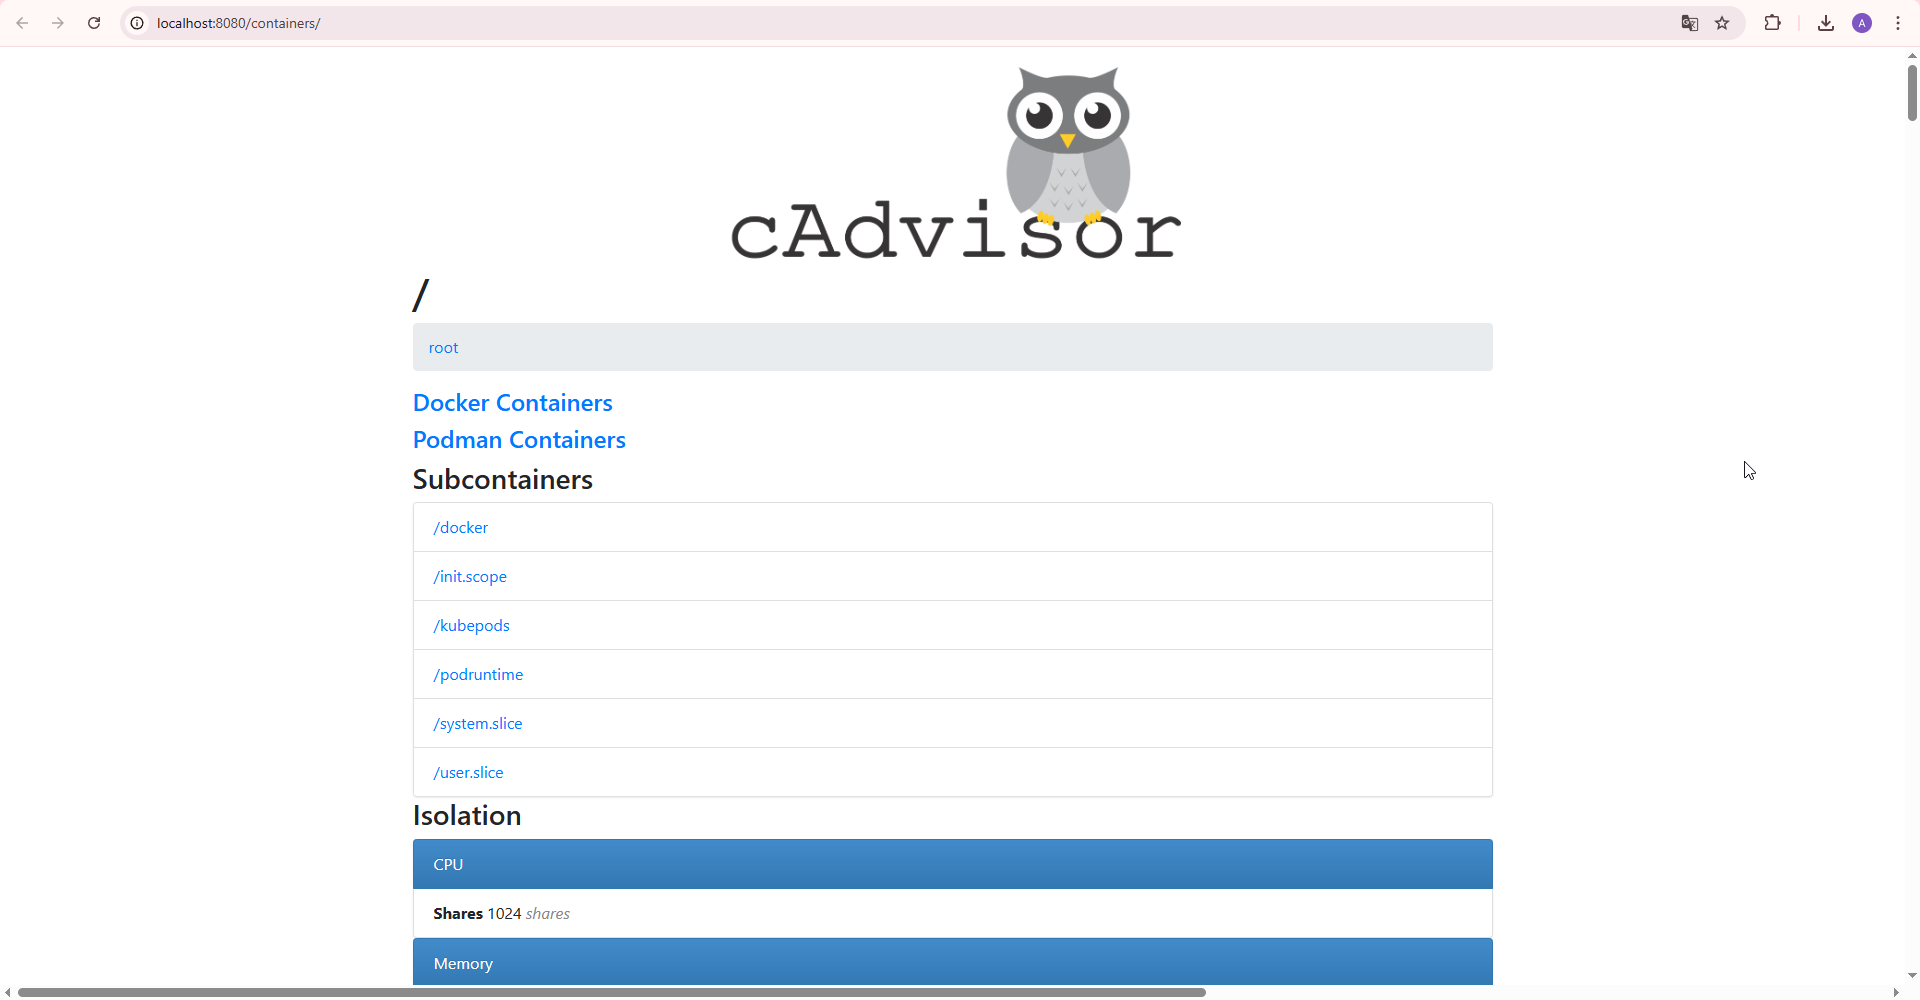 localhost:8080/containers/
A
cAdvisor
/
root
Docker Containers
Podman Containers
Subcontainers
/docker
/init.scope
/kubepods
/podruntime
/system.slice
/user.slice
Isolation
CPU
Shares 1024 shares
Memory